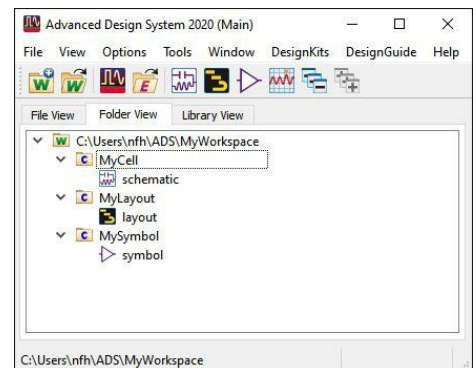 Advanced Design System 2020 (Main)
File View Options Tools Window DesignKits DesignGuide Help
File View Folder View Library View
C:\Users\nfh\ADS\MyWorkspace
MyCell
schematic
MyLayout
layout
MySymbol
symbol
C:\Users\nfh\ADS\MyWorkspace